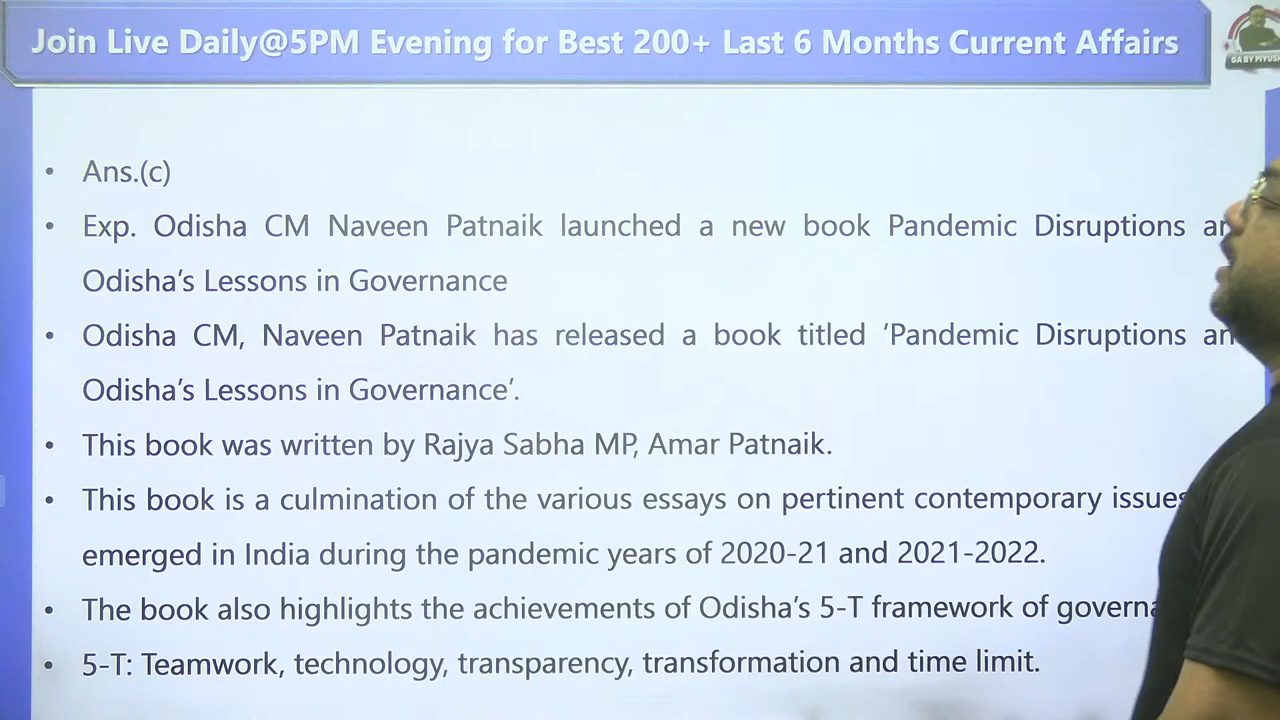 Join Live Daily@5PM Evening for Best 200+ Last 6 Months Current Affairs
GA BY PIYUSH
• Ans.(c)
• Exp. Odisha CM Naveen Patnaik launched a new book Pandemic Disruptions
Odisha's Lessons in Governance
• Odisha CM, Naveen Patnaik has released a book titled ‘Pandemic Disruptions
Odisha's Lessons in Governance’.
• This book was written by Rajya Sabha MP, Amar Patnaik.
• This book is a culmination of the various essays on pertinent contemporary issues
emerged in India during the pandemic years of 2020-21 and 2021-2022.
• The book also highlights the achievements of Odisha's 5-T framework of
• 5-T: Teamwork, technology, transparency, transformation and time limit.